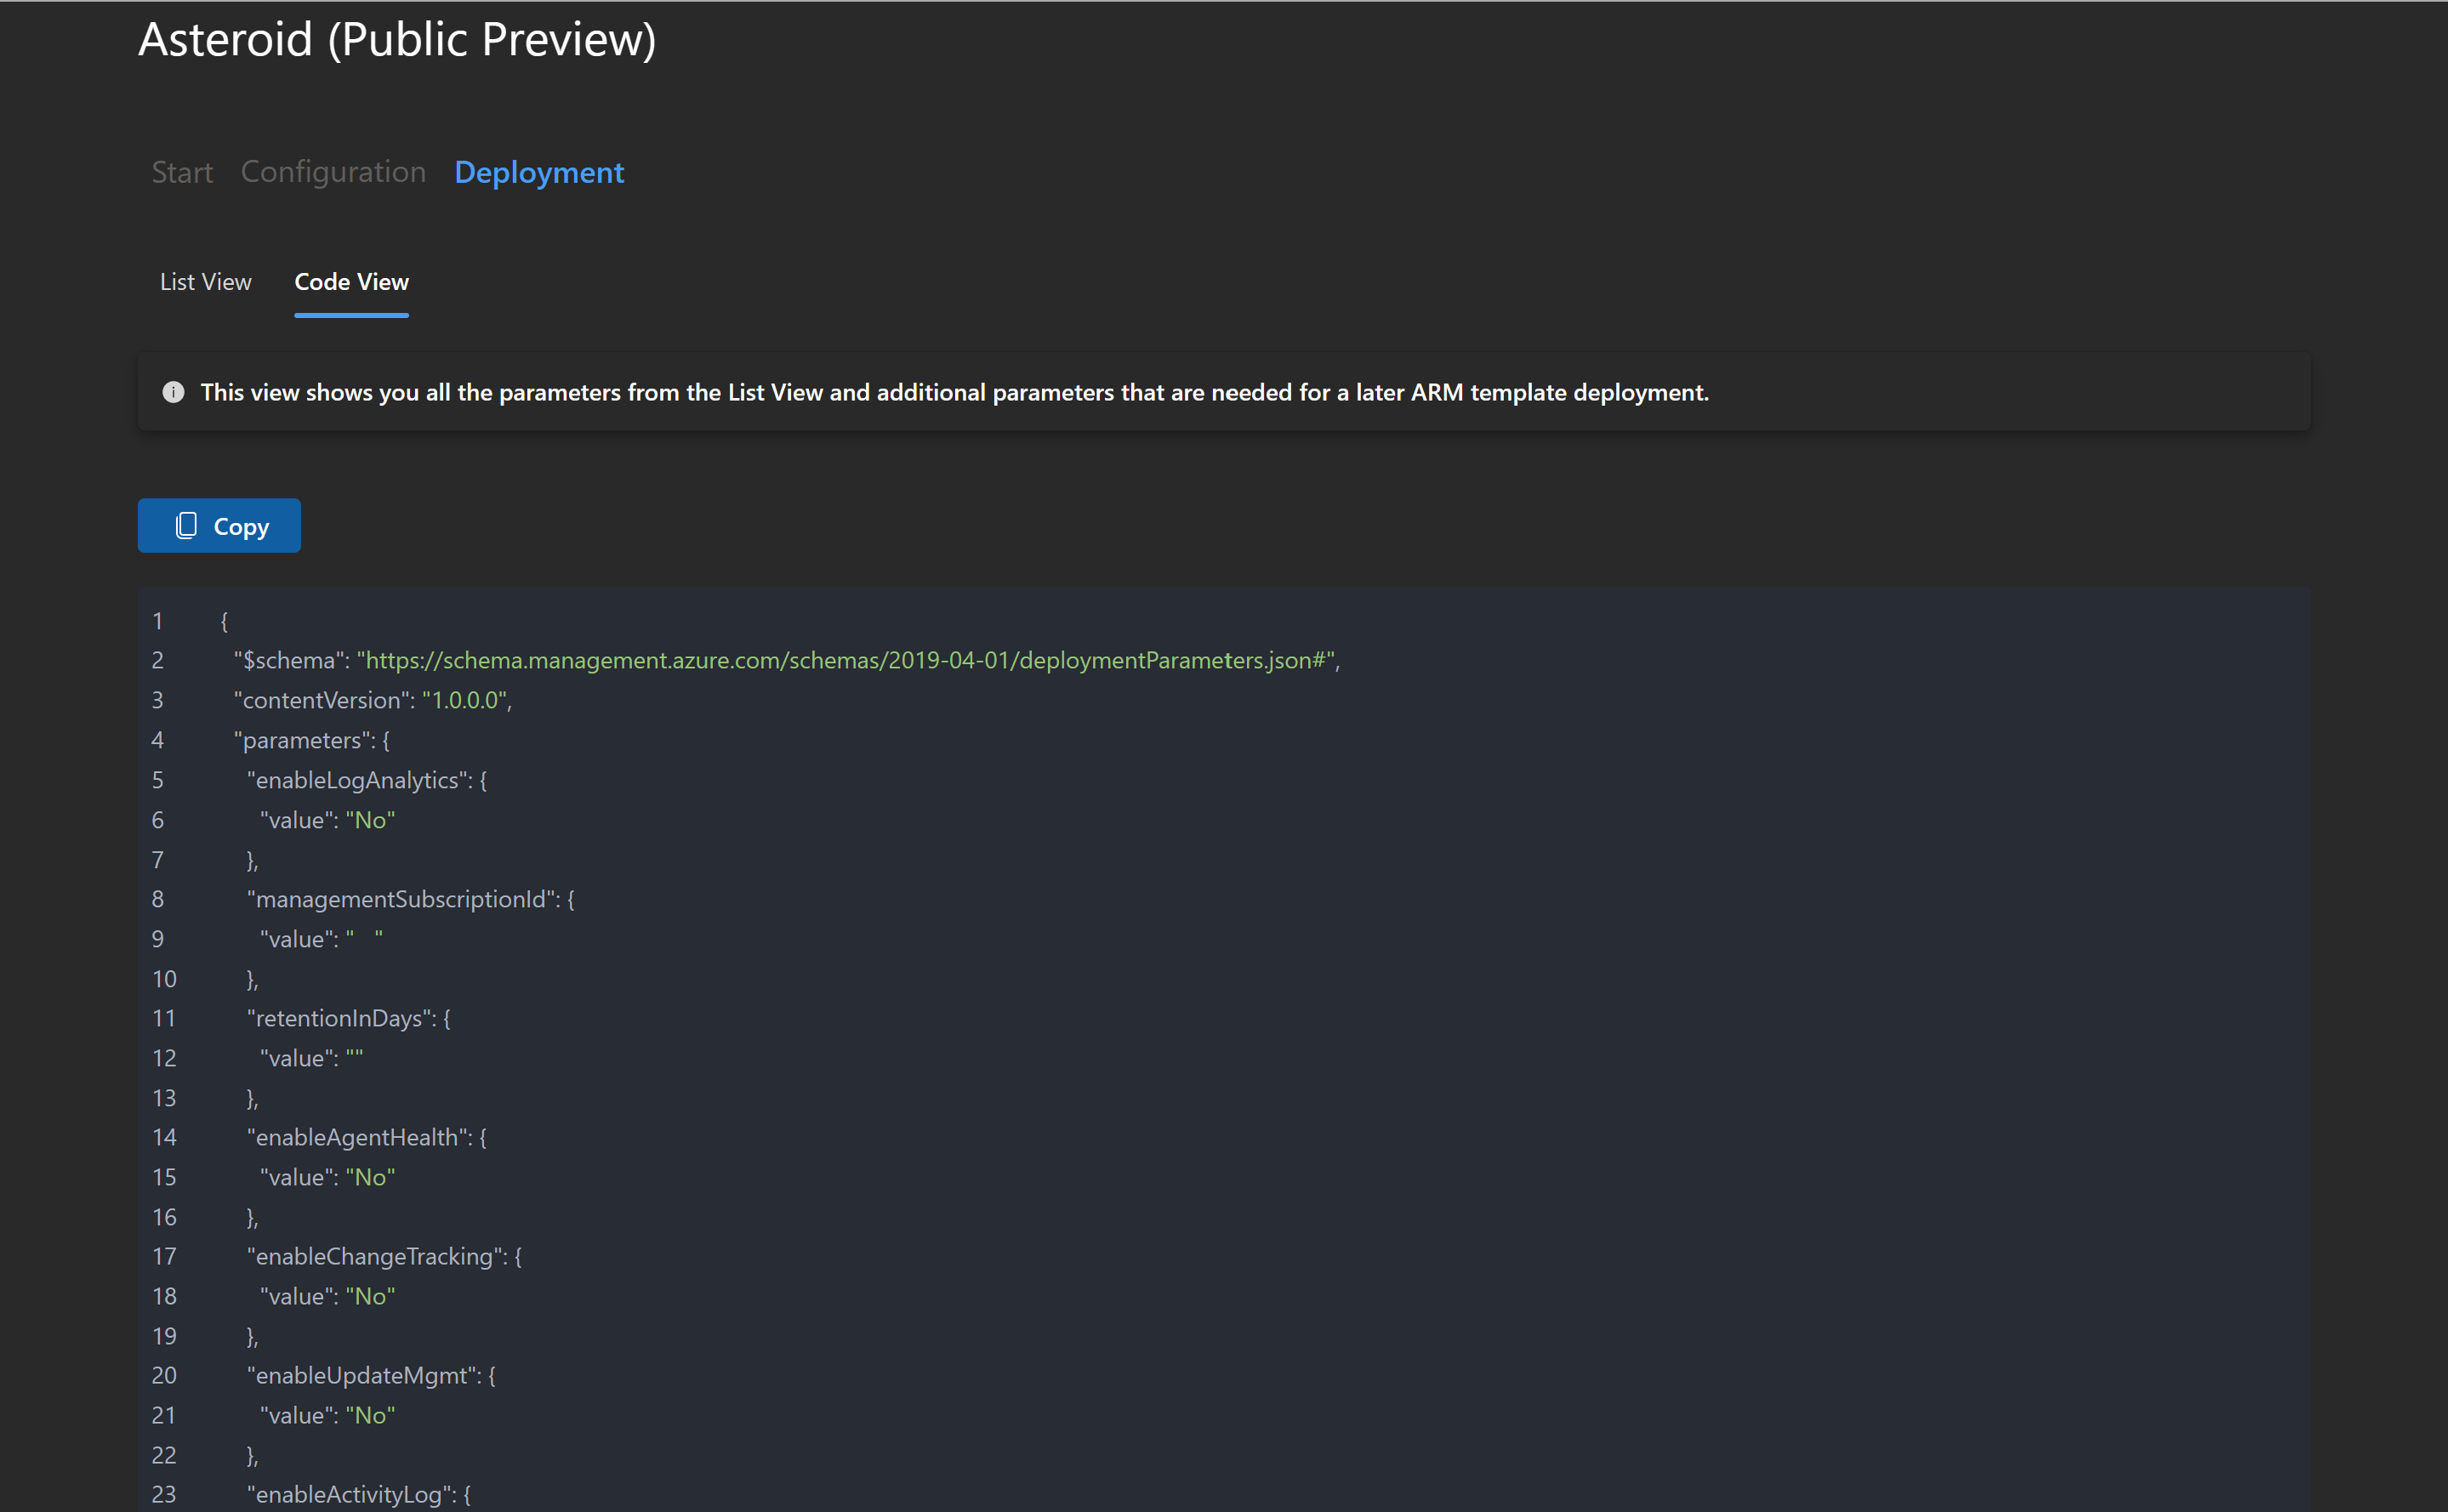 Asteroid (Public Preview)
Start Configuration Deployment
List View Code View
This view shows you all the parameters from the List View and additional parameters that are needed for a later ARM template deployment.
Copy
1 {
2 "$schema": "https://schema.management.azure.com/schemas/2019-04-01/deploymentParameters.json#",
3 "contentVersion": "1.0.0.0",
4 "parameters": {
5 "enableLogAnalytics": {
6 "value": "No"
7 },
8 "managementSubscriptionId": {
9 "value": "   "
10 },
11 "retentionInDays": {
12 "value": ""
13 },
14 "enableAgentHealth": {
15 "value": "No"
16 },
17 "enableChangeTracking": {
18 "value": "No"
19 },
20 "enableUpdateMgmt": {
21 "value": "No"
22 },
23 "enableActivityLog": {